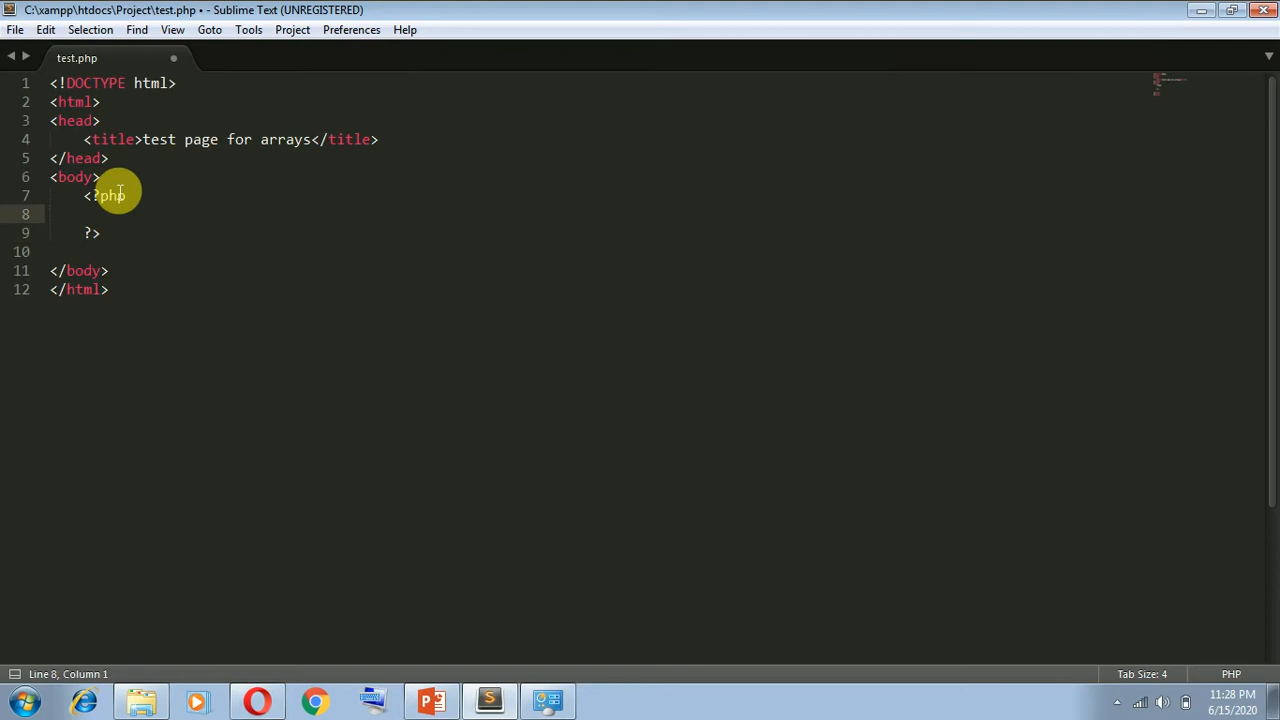 C:\xampp\htdocs\Project\test.php • - Sublime Text (UNREGISTERED)
File Edit Selection Find View Goto Tools Project Preferences Help
test.php
1 <!DOCTYPE html>
2 <html>
3 <head>
4 <title>test page for arrays</title>
5 </head>
6 <body>
7 <?php
8
9 ?>
10
11 </body>
12 </html>
Line 8, Column 1 Tab Size: 4 PHP
11:28 PM
6/15/2020